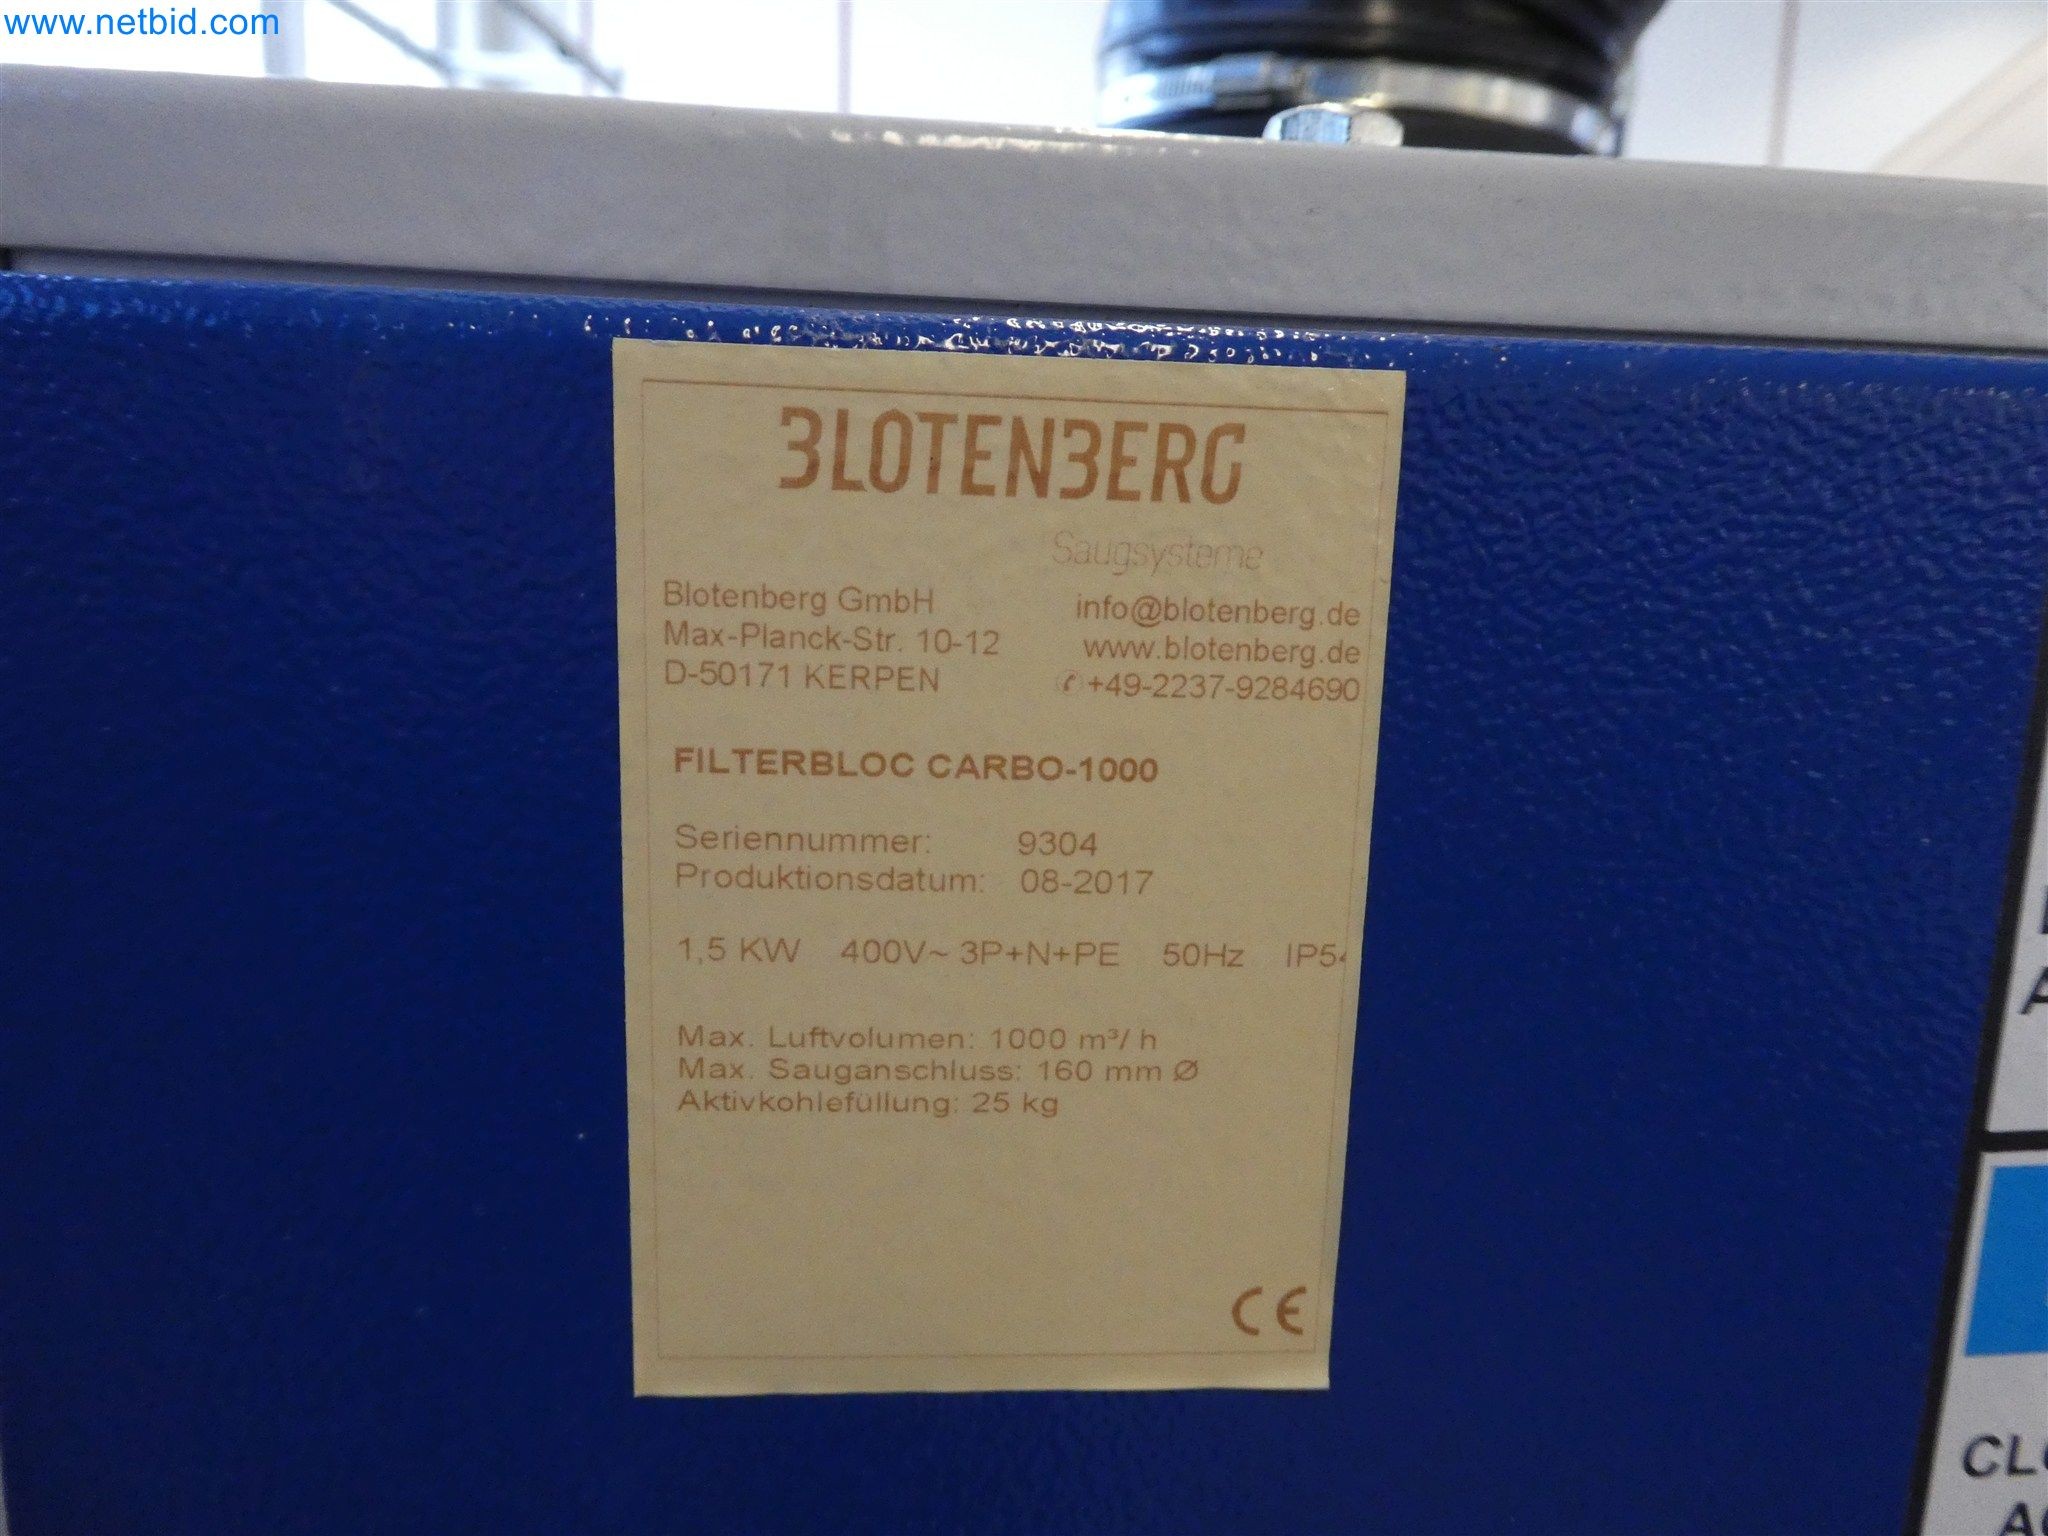 www.netbid.com
BLOTENBERG
Saugsysteme
Blotenberg GmbH info@blotenberg.de
Max-Planck-Str. 10-12 www.blotenberg.de
D-50171 KERPEN ✆+49-2237-9284690
FILTERBLOC CARBO-1000
Seriennummer: 9304
Produktionsdatum: 08-2017
1,5 KW 400V~ 3P+N+PE 50Hz
Max. Luftvolumen: 1000 m³/ h
Max. Sauganschluss: 160 mm Ø
Aktivkohlefüllung: 25 kg
CE